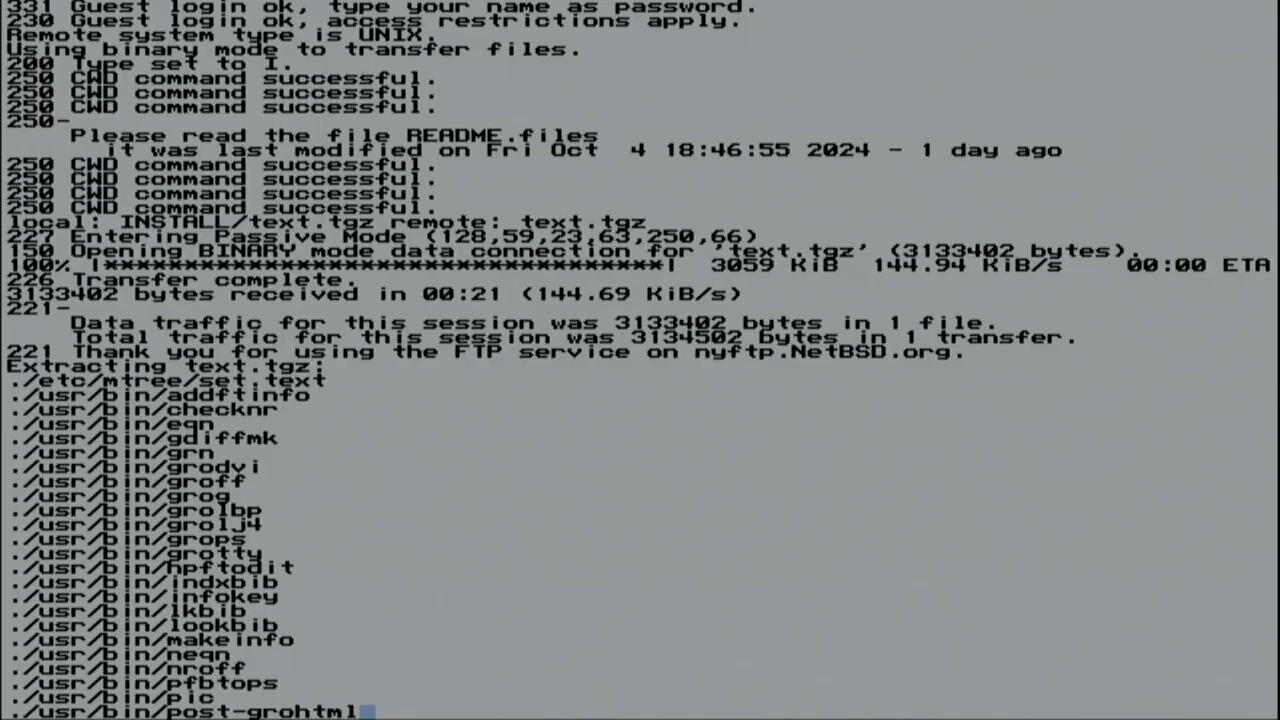 331 Guest login ok, type your name as password.
230 Guest login ok, access restrictions apply.
Remote system type is UNIX.
Using binary mode to transfer files.
200 Type set to I.
250 CWD command successful.
250 CWD command successful.
250 CWD command successful.
250-
Please read the file README.files
it was last modified on Fri Oct  4 18:46:55 2024 - 1 day ago
250 CWD command successful.
250 CWD command successful.
250 CWD command successful.
250 CWD command successful.
local: INSTALL/text.tgz remote: text.tgz
227 Entering Passive Mode (128,59,23,63,250,66)
150 Opening BINARY mode data connection for 'text.tgz' (3133402 bytes).
100% |***********************************| 3059 KiB 144.94 KiB/s 00:00 ETA
226 Transfer complete.
3133402 bytes received in 00:21 (144.69 KiB/s)
221-
Data traffic for this session was 3133402 bytes in 1 file.
Total traffic for this session was 3134502 bytes in 1 transfer.
221 Thank you for using the FTP service on nyftp.NetBSD.org.
Extracting text.tgz:
./etc/mtree/set.text
./usr/bin/addftinfo
./usr/bin/checknr
./usr/bin/eqn
./usr/bin/gdiffmk
./usr/bin/grn
./usr/bin/grodvi
./usr/bin/groff
./usr/bin/grog
./usr/bin/grolbp
./usr/bin/grolj4
./usr/bin/grops
./usr/bin/grotty
./usr/bin/hpftodit
./usr/bin/indxbib
./usr/bin/infokey
./usr/bin/lkbib
./usr/bin/lookbib
./usr/bin/makeinfo
./usr/bin/neqn
./usr/bin/nroff
./usr/bin/pfbtops
./usr/bin/pic
./usr/bin/post-grohtml